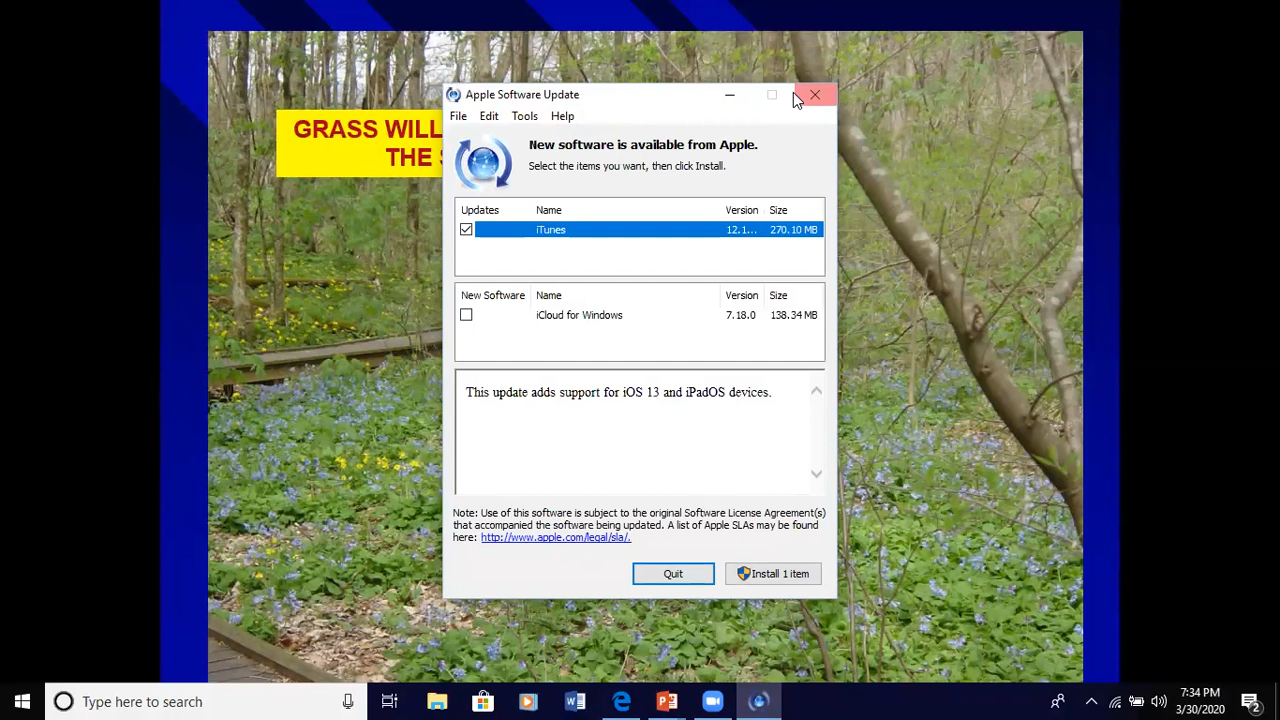 GRASS WILL
THE S
Apple Software Update
File Edit Tools Help
New software is available from Apple.
Select the items you want, then click Install.
Updates Name Version Size
iTunes 12.1... 270.10 MB
New Software Name Version Size
iCloud for Windows 7.18.0 138.34 MB
This update adds support for iOS 13 and iPadOS devices.
Note: Use of this software is subject to the original Software License Agreement(s)
that accompanied the software being updated. A list of Apple SLAs may be found
here: http://www.apple.com/legal/sla/.
Quit Install 1 item
Type here to search
7:34 PM
3/30/2020
2